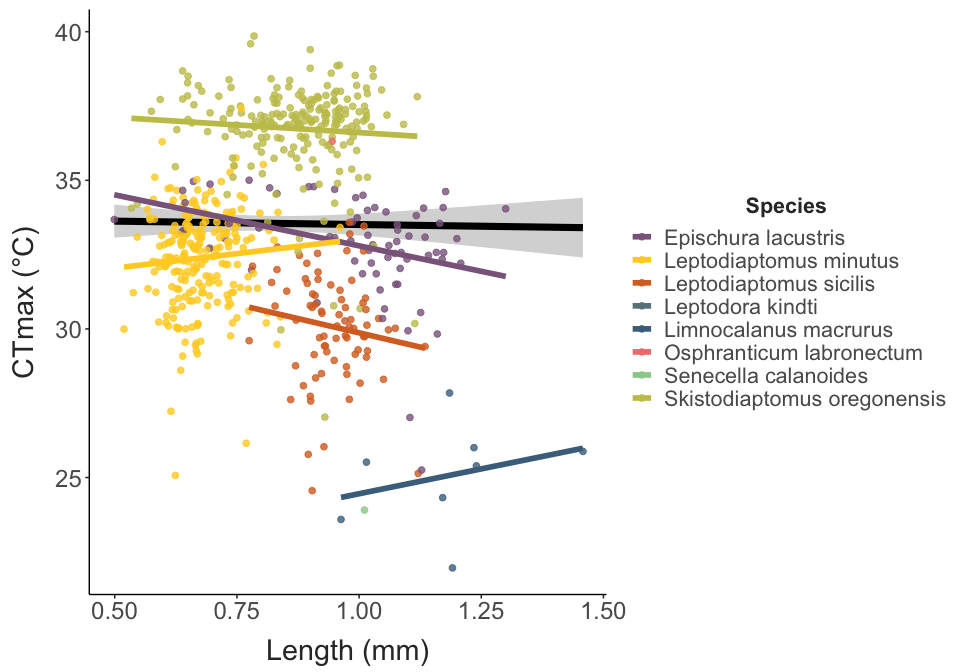 40
35
30
25
CTmax (°C)
0.50 0.75 1.00 1.25 1.50
Length (mm)
Species
Epischura lacustris
Leptodiaptomus minutus
Leptodiaptomus sicilis
Leptodora kindti
Limnocalanus macrurus
Osphranticum labronectum
Senecella calanoides
Skistodiaptomus oregonensis